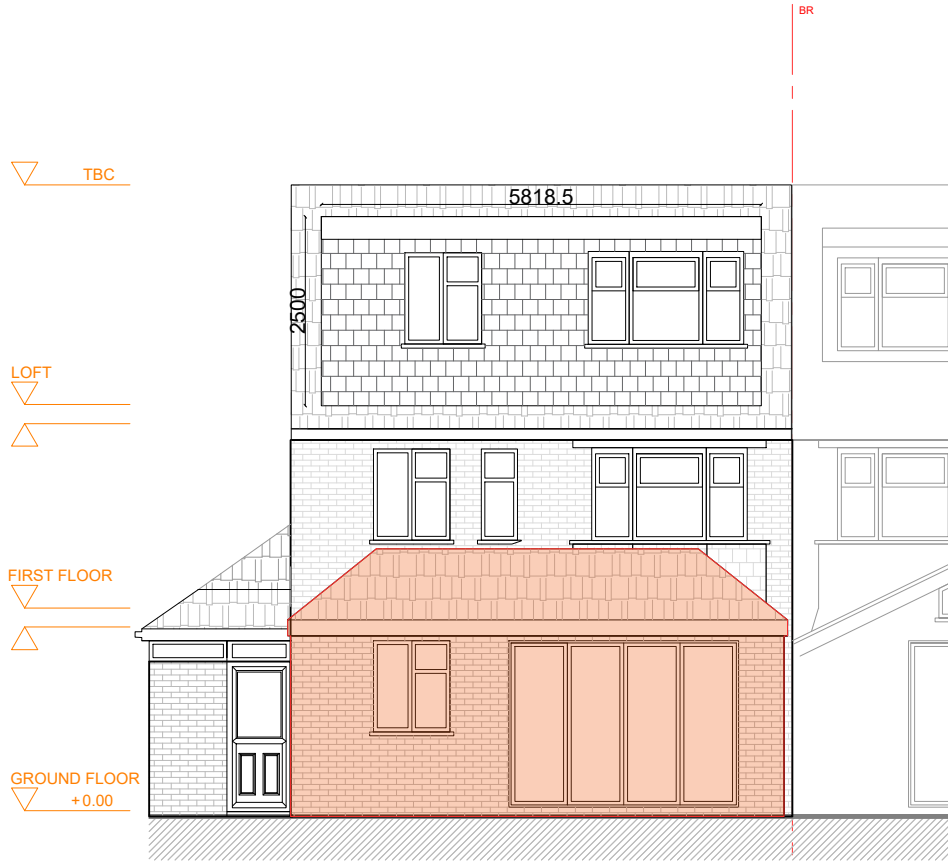 BR
TBC
5818.5
2500
LOFT
FIRST FLOOR
GROUND FLOOR
+0.00